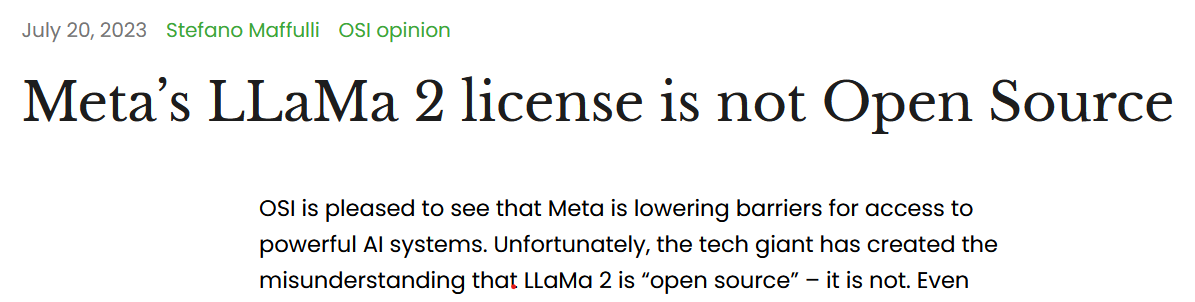 July 20, 2023 Stefano Maffulli OSI opinion
Meta’s LLaMa 2 license is not Open Source
OSI is pleased to see that Meta is lowering barriers for access to
powerful AI systems. Unfortunately, the tech giant has created the
misunderstanding that LLaMa 2 is “open source” – it is not. Even